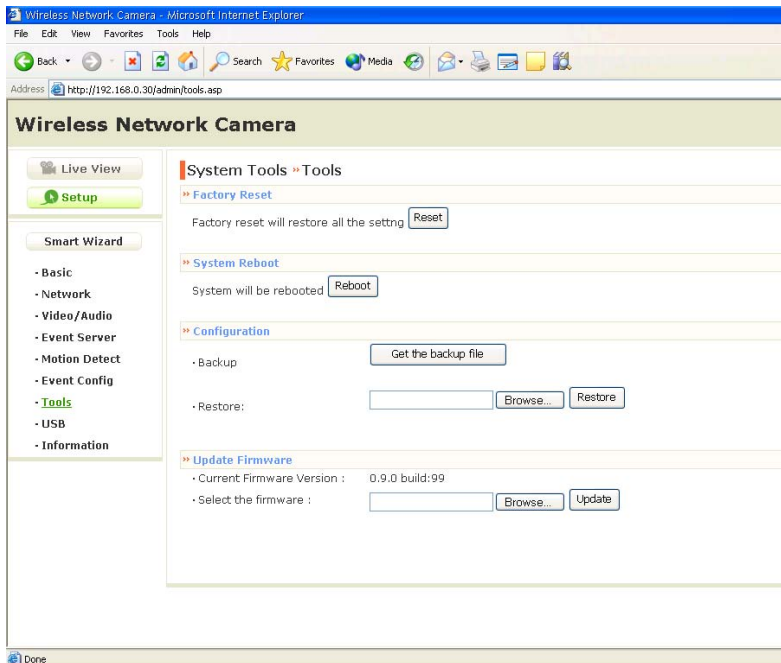 Wireless Network Camera - Microsoft Internet Explorer
File Edit View Favorites Tools Help
Back Search Favorites Media
Address http://192.168.0.30/admin/tools.asp
Wireless Network Camera
Live View
Setup
Smart Wizard
· Basic
· Network
· Video/Audio
· Event Server
· Motion Detect
· Event Config
· Tools
· USB
· Information
System Tools » Tools
» Factory Reset
Factory reset will restore all the settng Reset
» System Reboot
System will be rebooted Reboot
» Configuration
· Backup Get the backup file
· Restore: Browse... Restore
» Update Firmware
· Current Firmware Version : 0.9.0 build:99
· Select the firmware : Browse... Update
Done